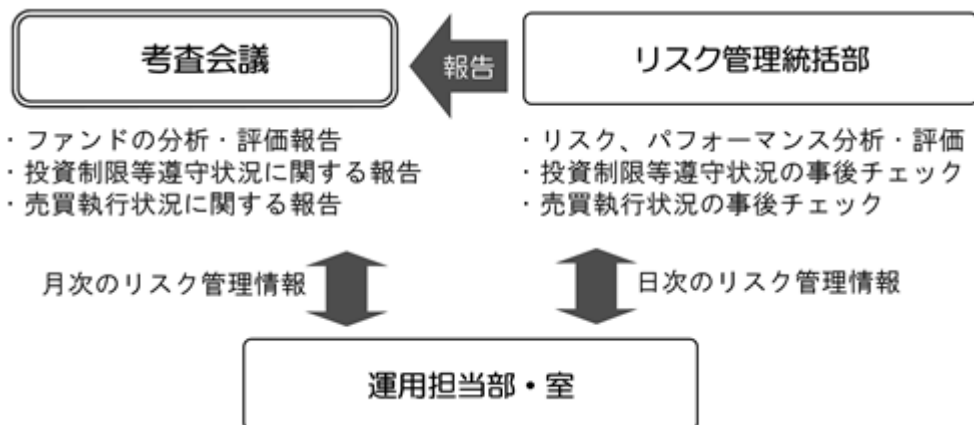 考査会議
報告
リスク管理統括部
・ファンドの分析・評価報告
・投資制限等遵守状況に関する報告
・売買執行状況に関する報告
・リスク、パフォーマンス分析・評価
・投資制限等遵守状況の事後チェック
・売買執行状況の事後チェック
月次のリスク管理情報
日次のリスク管理情報
運用担当部・室